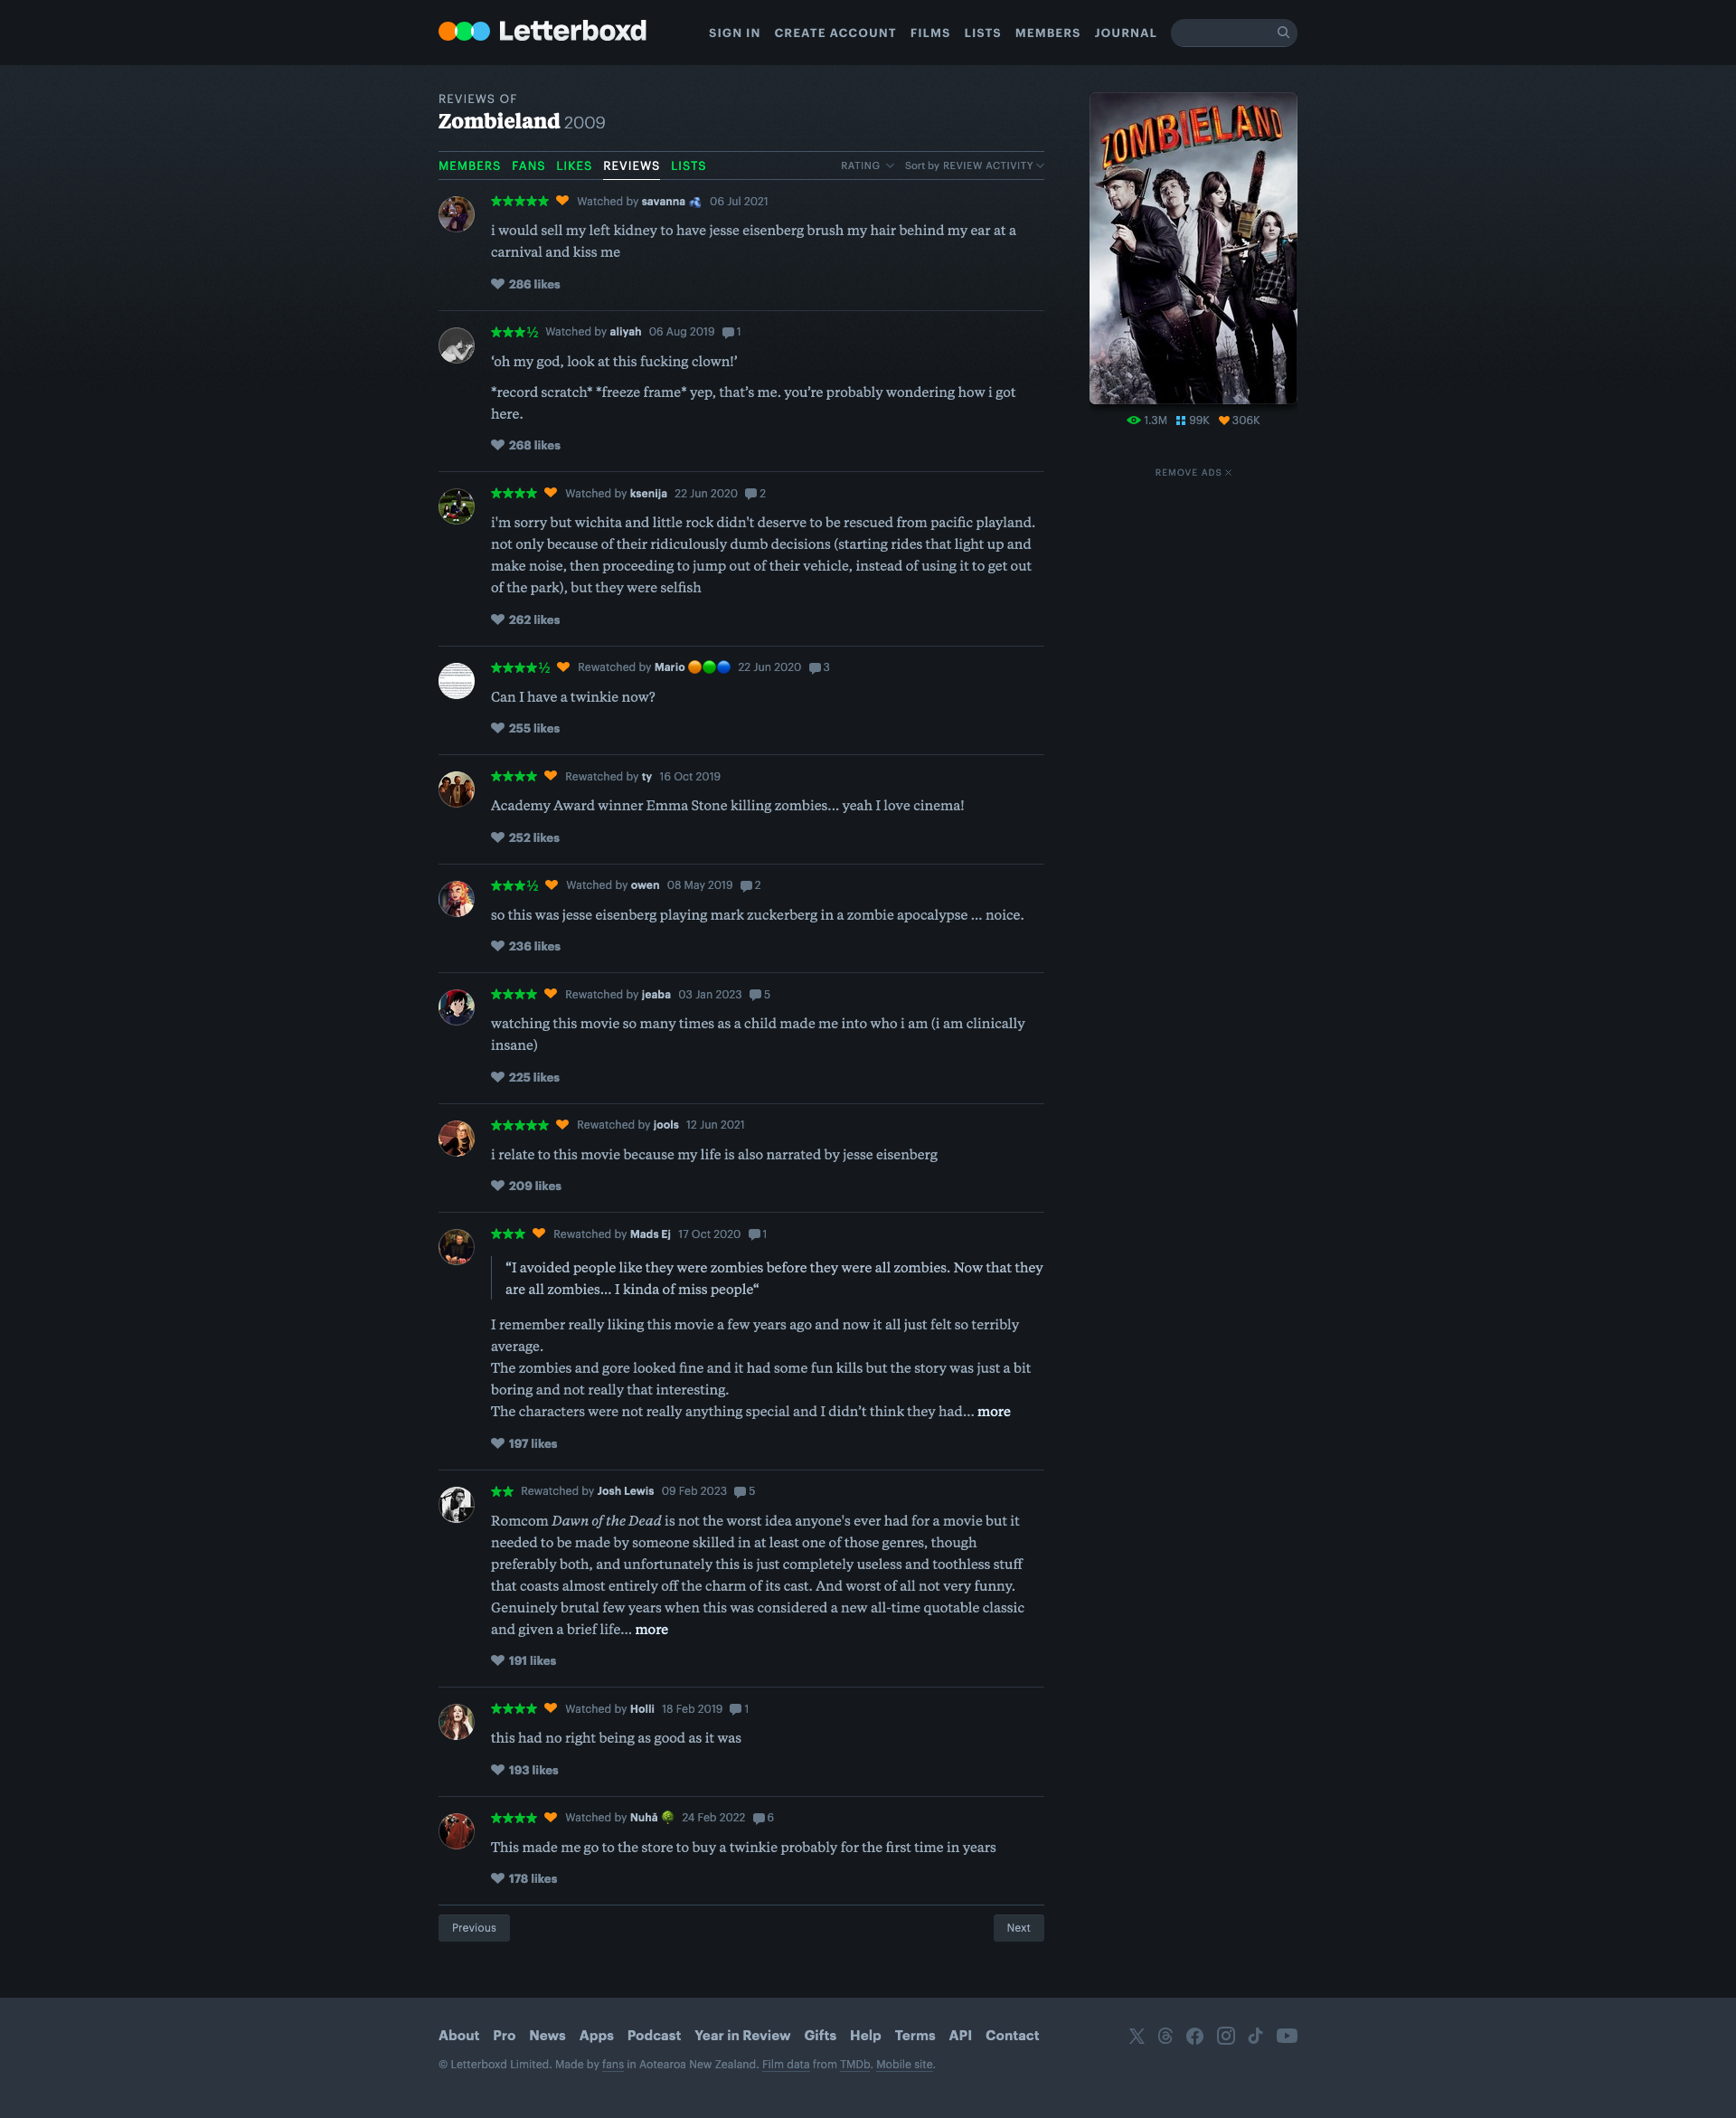 Letterboxd
SIGN IN CREATE ACCOUNT FILMS LISTS MEMBERS JOURNAL
REVIEWS OF
Zombieland 2009
MEMBERS FANS LIKES REVIEWS LISTS RATING Sort by REVIEW ACTIVITY
ZOMBIELAND
1.3M 99K 306K
REMOVE ADS
★★★★★ Watched by savanna 06 Jul 2021
i would sell my left kidney to have jesse eisenberg brush my hair behind my ear at a
carnival and kiss me
286 likes
★★★½ Watched by aliyah 06 Aug 2019 1
‘oh my god, look at this fucking clown!’
*record scratch* *freeze frame* yep, that’s me. you’re probably wondering how i got
here.
268 likes
★★★★ Watched by ksenija 22 Jun 2020 2
i'm sorry but wichita and little rock didn't deserve to be rescued from pacific playland.
not only because of their ridiculously dumb decisions (starting rides that light up and
make noise, then proceeding to jump out of their vehicle, instead of using it to get out
of the park), but they were selfish
262 likes
★★★★½ Rewatched by Mario 🟠🟢🔵 22 Jun 2020 3
Can I have a twinkie now?
255 likes
★★★★ Rewatched by ty 16 Oct 2019
Academy Award winner Emma Stone killing zombies… yeah I love cinema!
252 likes
★★★½ Watched by owen 08 May 2019 2
so this was jesse eisenberg playing mark zuckerberg in a zombie apocalypse ... noice.
236 likes
★★★★ Rewatched by jeaba 03 Jan 2023 5
watching this movie so many times as a child made me into who i am (i am clinically
insane)
225 likes
★★★★★ Rewatched by jools 12 Jun 2021
i relate to this movie because my life is also narrated by jesse eisenberg
209 likes
★★★ Rewatched by Mads Ej 17 Oct 2020 1
“I avoided people like they were zombies before they were all zombies. Now that they
are all zombies... I kinda of miss people“
I remember really liking this movie a few years ago and now it all just felt so terribly
average.
The zombies and gore looked fine and it had some fun kills but the story was just a bit
boring and not really that interesting.
The characters were not really anything special and I didn’t think they had… more
197 likes
★★ Rewatched by Josh Lewis 09 Feb 2023 5
Romcom Dawn of the Dead is not the worst idea anyone's ever had for a movie but it
needed to be made by someone skilled in at least one of those genres, though
preferably both, and unfortunately this is just completely useless and toothless stuff
that coasts almost entirely off the charm of its cast. And worst of all not very funny.
Genuinely brutal few years when this was considered a new all-time quotable classic
and given a brief life… more
191 likes
★★★★ Watched by Holli 18 Feb 2019 1
this had no right being as good as it was
193 likes
★★★★ Watched by Nuhā 🌳 24 Feb 2022 6
This made me go to the store to buy a twinkie probably for the first time in years
178 likes
Previous Next
About Pro News Apps Podcast Year in Review Gifts Help Terms API Contact
© Letterboxd Limited. Made by fans in Aotearoa New Zealand. Film data from TMDb. Mobile site.